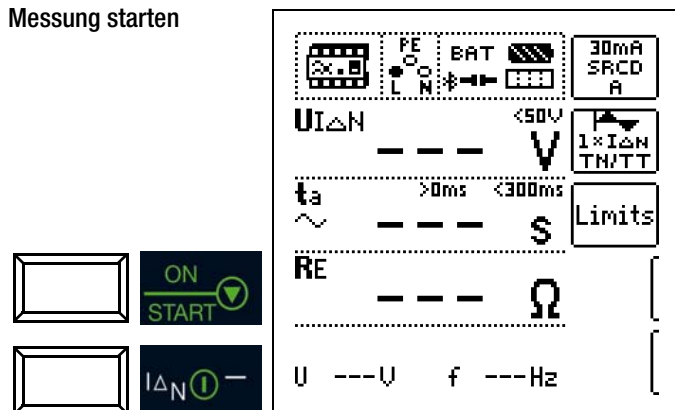 Messung starten
PE
L N
BAT
30mA
SRCD
A
UI△N <50V
--- V
1×I△N
TN/TT
ta >0ms <300ms
~ --- s
Limits
RE
--- Ω
ON
START
I△N
U ---V f ---Hz